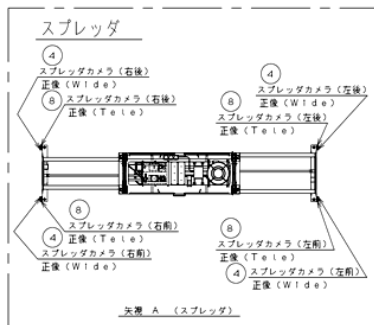 スプレッダ
4
スプレッダカメラ(右後)
正像(Wide)
8
スプレッダカメラ(右後)
正像(Tele)
4
スプレッダカメラ(左後)
正像(Wide)
8
スプレッダカメラ(左後)
正像(Tele)
8
スプレッダカメラ(右前)
正像(Tele)
4
スプレッダカメラ(右前)
正像(Wide)
8
スプレッダカメラ(左前)
正像(Tele)
4
スプレッダカメラ(左前)
正像(Wide)
矢視 A (スプレッダ)